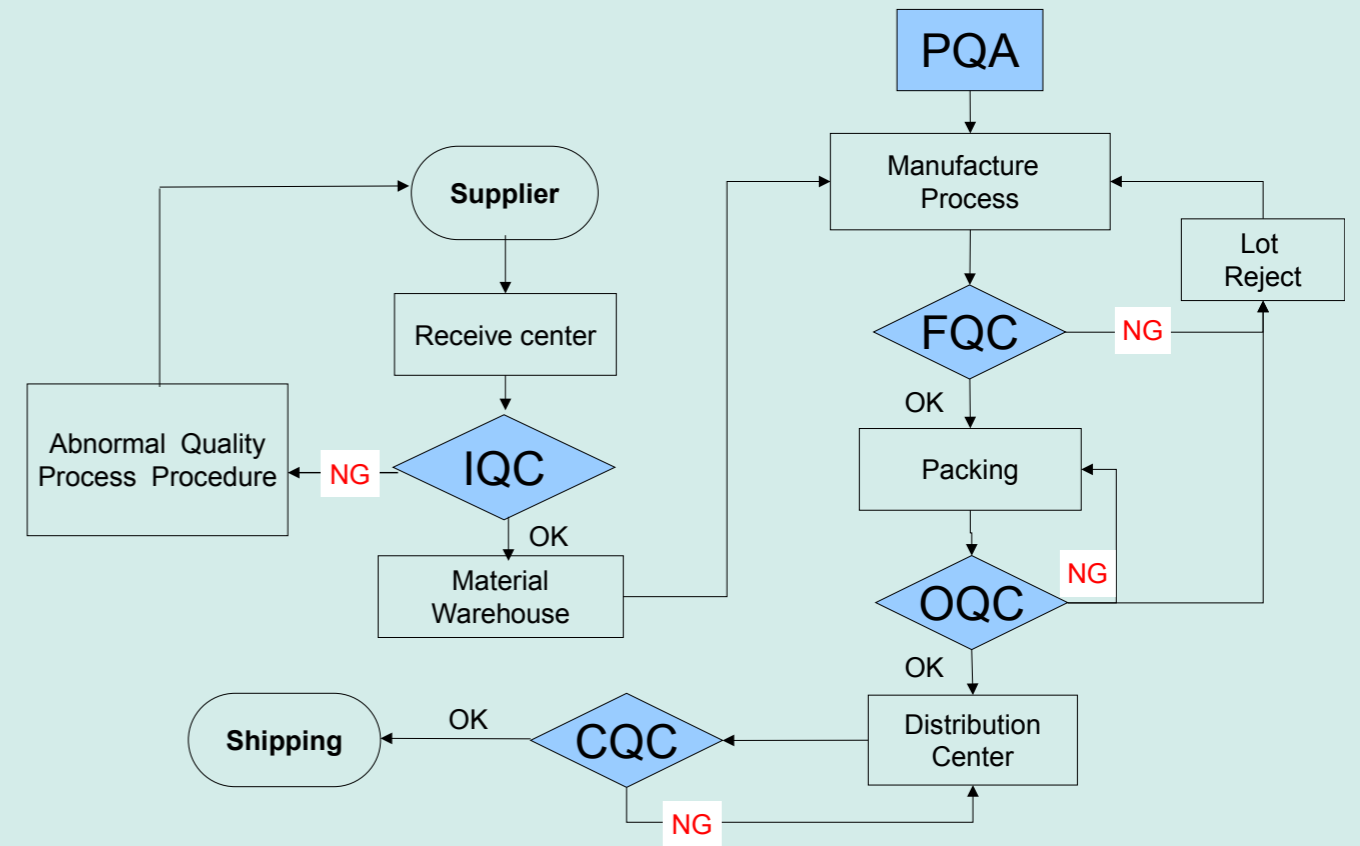 PQA
Manufacture
Process
Supplier
Lot
Reject
Receive center
FQC
NG
OK
Abnormal Quality
Process Procedure
NG
IQC
Packing
OK
Material
Warehouse
NG
OQC
OK
Distribution
Center
Shipping
OK
CQC
NG